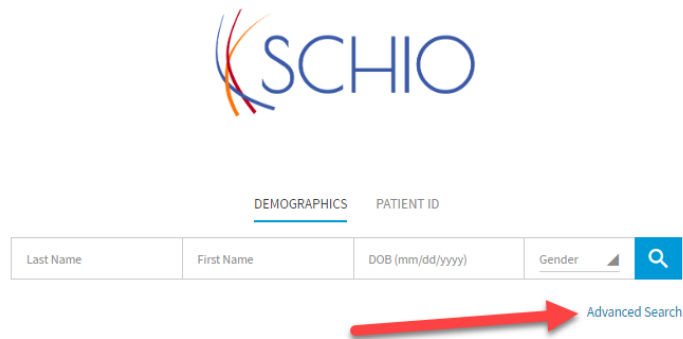 SCHIO
DEMOGRAPHICS PATIENT ID
Last Name First Name DOB (mm/dd/yyyy) Gender
Advanced Search